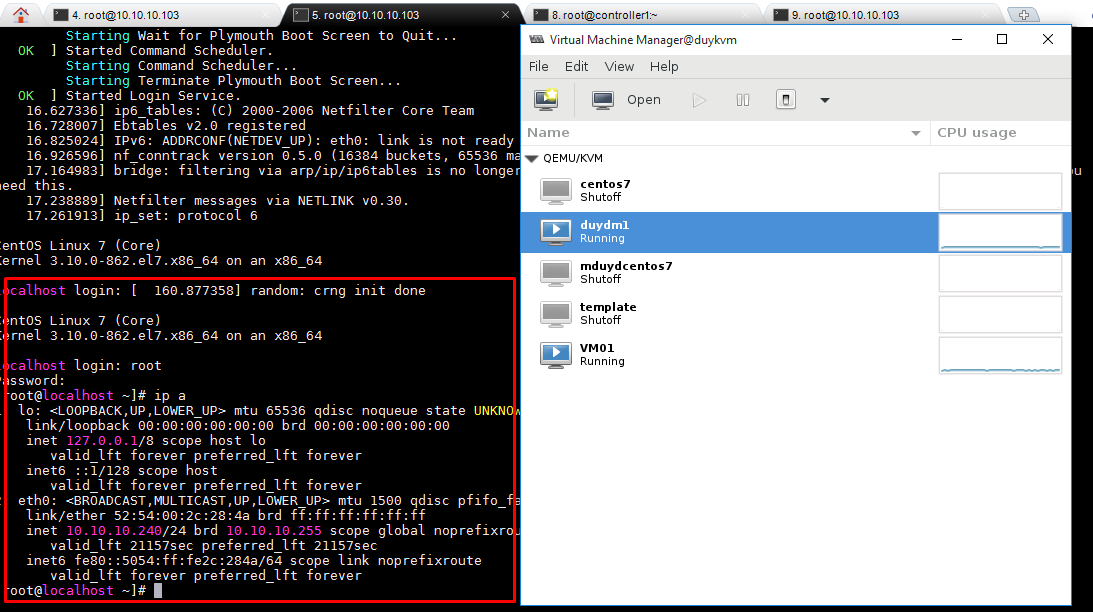 4. root@10.10.10.103
5. root@10.10.10.103
8. root@controller1:~
9. root@10.10.10.103
Starting Wait for Plymouth Boot Screen to Quit...
OK ] Started Command Scheduler.
Starting Command Scheduler...
Starting Terminate Plymouth Boot Screen...
OK ] Started Login Service.
16.627336] ip6_tables: (C) 2000-2006 Netfilter Core Team
16.728007] Ebtables v2.0 registered
16.825024] IPv6: ADDRCONF(NETDEV_UP): eth0: link is not ready
16.926596] nf_conntrack version 0.5.0 (16384 buckets, 65536 ma
17.164983] bridge: filtering via arp/ip/ip6tables is no longer
ou
need this.
17.238889] Netfilter messages via NETLINK v0.30.
17.261913] ip_set: protocol 6
CentOS Linux 7 (Core)
Kernel 3.10.0-862.el7.x86_64 on an x86_64
localhost login: [  160.877358] random: crng init done
CentOS Linux 7 (Core)
Kernel 3.10.0-862.el7.x86_64 on an x86_64
localhost login: root
Password:
root@localhost ~]# ip a
lo: <LOOPBACK,UP,LOWER_UP> mtu 65536 qdisc noqueue state UNKNOW
link/loopback 00:00:00:00:00:00 brd 00:00:00:00:00:00
inet 127.0.0.1/8 scope host lo
valid_lft forever preferred_lft forever
inet6 ::1/128 scope host
valid_lft forever preferred_lft forever
eth0: <BROADCAST,MULTICAST,UP,LOWER_UP> mtu 1500 qdisc pfifo_fa
link/ether 52:54:00:2c:28:4a brd ff:ff:ff:ff:ff:ff
inet 10.10.10.240/24 brd 10.10.10.255 scope global noprefixrou
valid_lft 21157sec preferred_lft 21157sec
inet6 fe80::5054:ff:fe2c:284a/64 scope link noprefixroute
valid_lft forever preferred_lft forever
root@localhost ~]#
Virtual Machine Manager@duykvm
File Edit View Help
Open
Name CPU usage
QEMU/KVM
centos7
Shutoff
duydm1
Running
mduydcentos7
Shutoff
template
Shutoff
VM01
Running